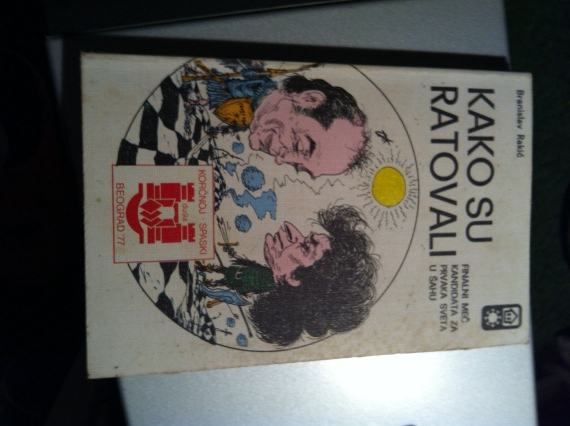 Branislav Rakić
KAKO SU
RATOVALI
FINALNI MEČ
KANDIDATA ZA
PRVAKA SVETA
U ŠAHU
KORČNOJ - SPASKI
BEOGRAD '77